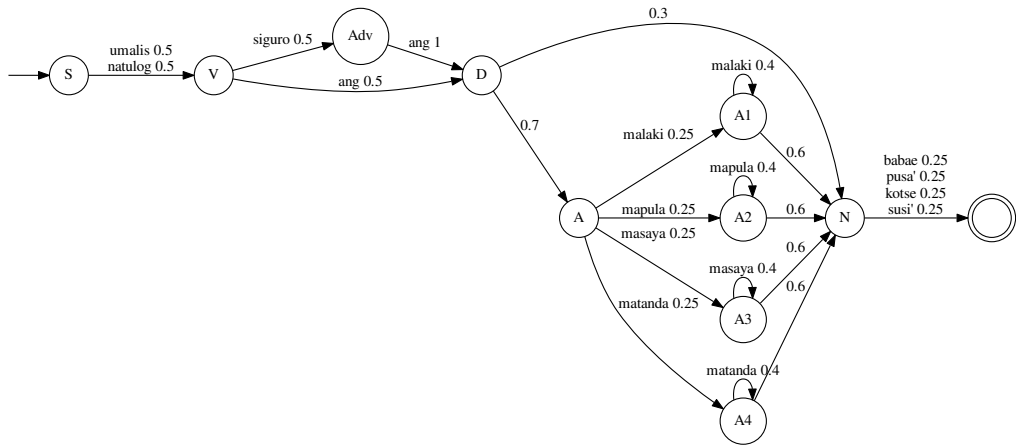 S
umalis 0.5
natulog 0.5
V
siguro 0.5
Adv
ang 1
ang 0.5
D
0.3
0.7
A
malaki 0.25
mapula 0.25
masaya 0.25
matanda 0.25
malaki 0.4
A1
0.6
mapula 0.4
A2
0.6
masaya 0.4
A3
0.6
matanda 0.4
A4
0.6
N
babae 0.25
pusa' 0.25
kotse 0.25
susi' 0.25